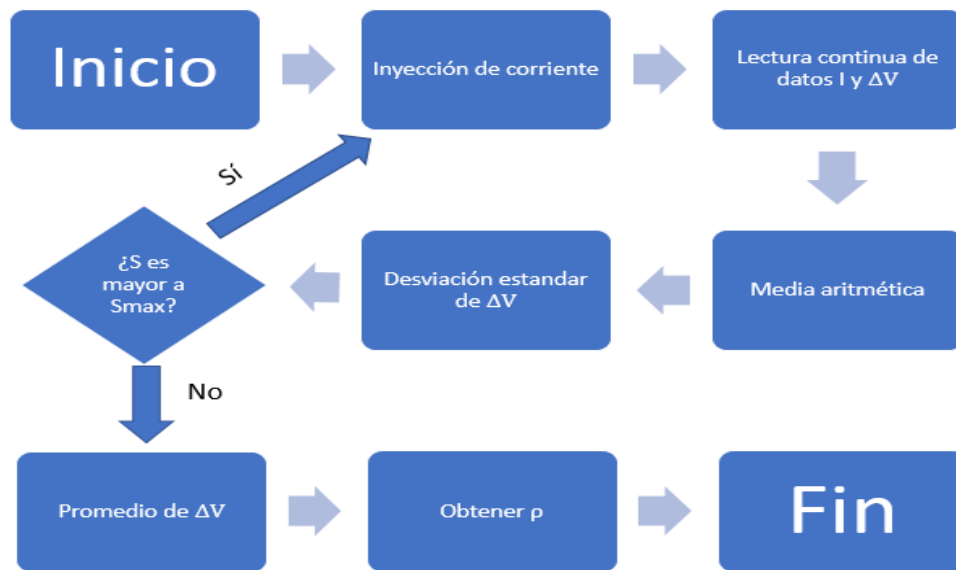 Inicio
Inyección de corriente
Lectura continua de
datos I y ΔV
Sí
¿S es
mayor a
Smax?
Desviación estandar
de ΔV
Media aritmética
No
Promedio de ΔV
Obtener ρ
Fin